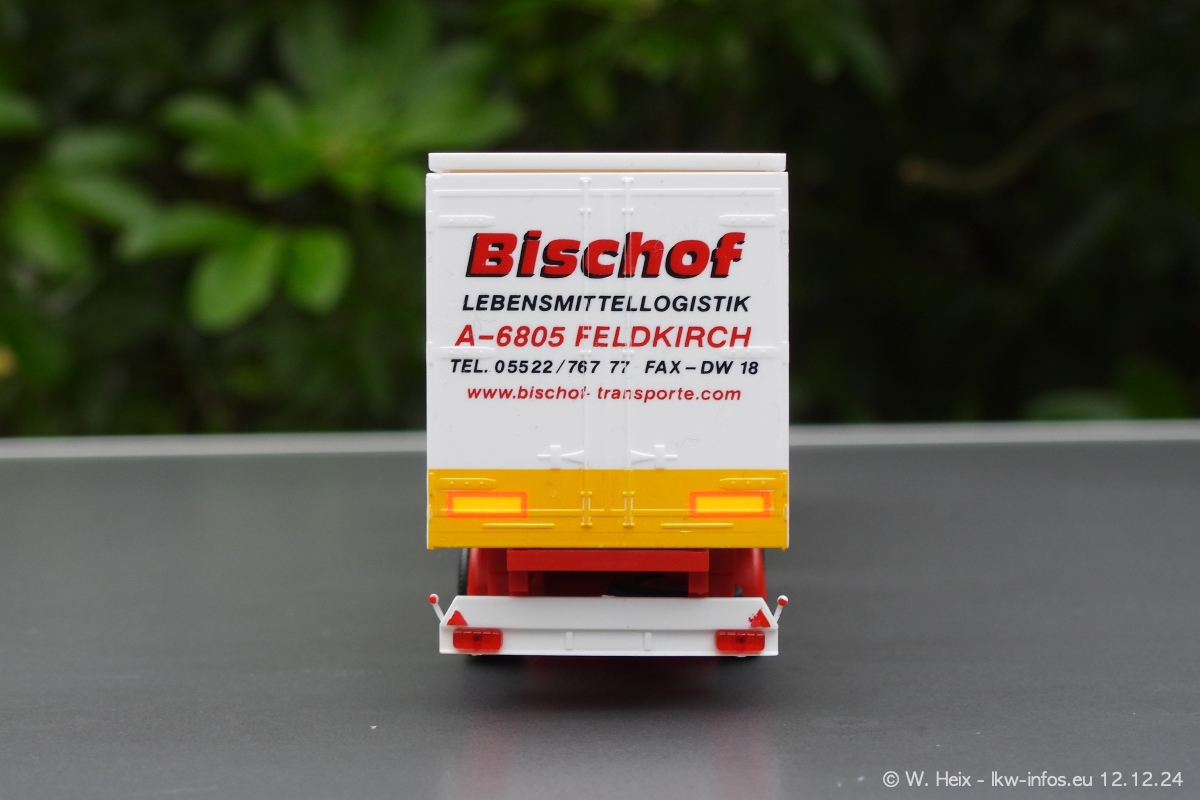 Bischof
LEBENSMITTELLOGISTIK
A-6805 FELDKIRCH
TEL. 05522/767 77 FAX-DW 18
www.bischof-transporte.com
© W. Heix - lkw-infos.eu 12.12.24